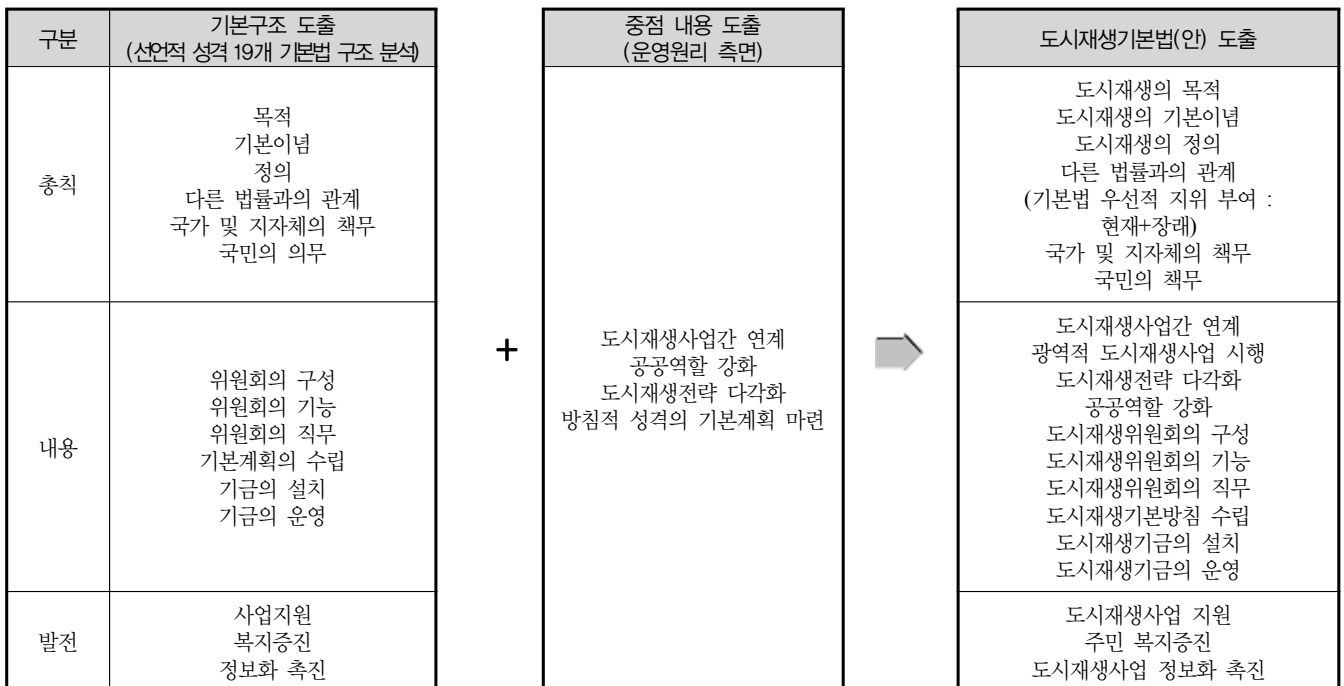 구분
기본구조 도출
(선언적 성격 19개 기본법 구조 분석)
총칙
목적
기본이념
정의
다른 법률과의 관계
국가 및 지자체의 책무
국민의 의무
내용
위원회의 구성
위원회의 기능
위원회의 직무
기본계획의 수립
기금의 설치
기금의 운영
발전
사업지원
복지증진
정보화 촉진
+
중점 내용 도출
(운영원리 측면)
도시재생사업간 연계
공공역할 강화
도시재생전략 다각화
방침적 성격의 기본계획 마련
도시재생기본법(안) 도출
도시재생의 목적
도시재생의 기본이념
도시재생의 정의
다른 법률과의 관계
(기본법 우선적 지위 부여 :
현재+장래)
국가 및 지자체의 책무
국민의 책무
도시재생사업간 연계
광역적 도시재생사업 시행
도시재생전략 다각화
공공역할 강화
도시재생위원회의 구성
도시재생위원회의 기능
도시재생위원회의 직무
도시재생기본방침 수립
도시재생기금의 설치
도시재생기금의 운영
도시재생사업 지원
주민 복지증진
도시재생사업 정보화 촉진